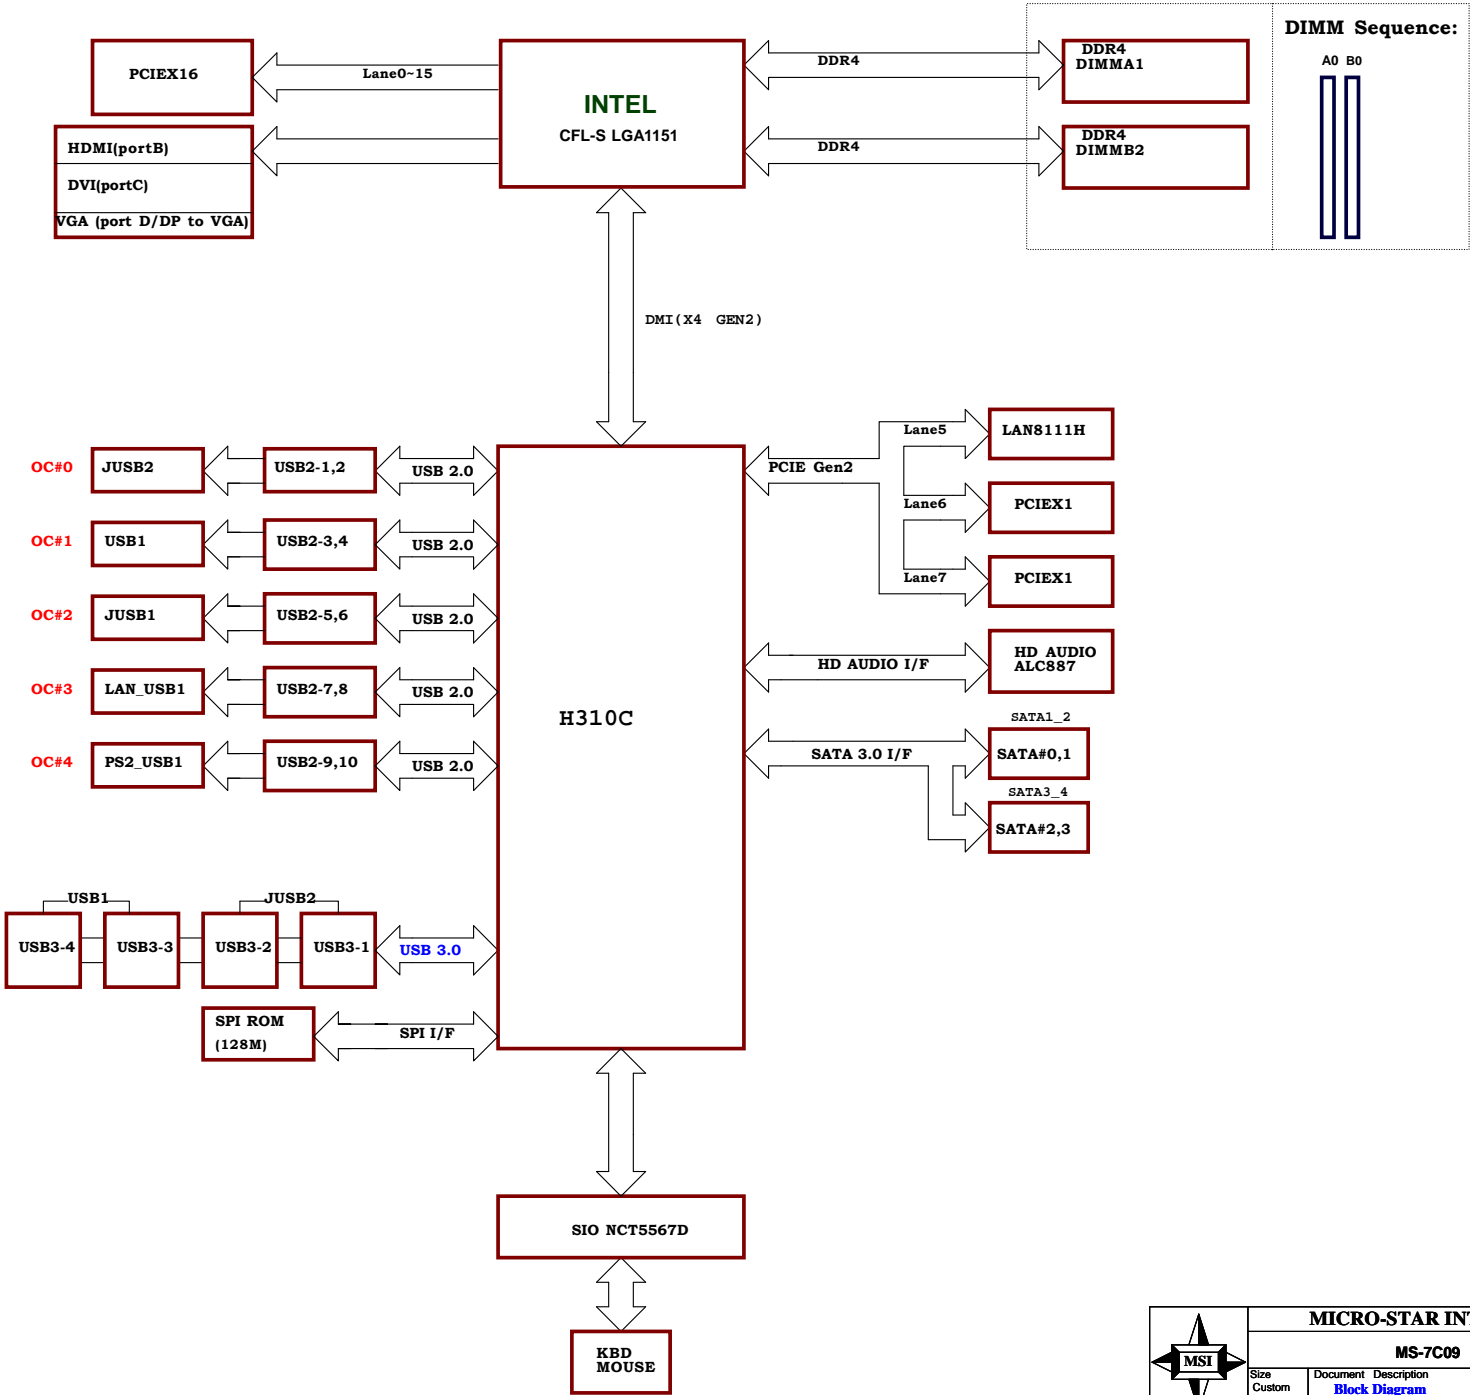 DIMM Sequence:
A0 B0
PCIEX16
Lane0~15
INTEL
CFL-S LGA1151
DDR4
DDR4
DIMMA1
HDMI(portB)
DVI(portC)
VGA (port D/DP to VGA)
DDR4
DDR4
DIMMB2
DMI(X4 GEN2)
OC#0
JUSB2
USB2-1,2
USB 2.0
OC#1
USB1
USB2-3,4
USB 2.0
OC#2
JUSB1
USB2-5,6
USB 2.0
OC#3
LAN_USB1
USB2-7,8
USB 2.0
OC#4
PS2_USB1
USB2-9,10
USB 2.0
H310C
PCIE Gen2
Lane5
LAN8111H
Lane6
PCIEX1
Lane7
PCIEX1
HD AUDIO I/F
HD AUDIO
ALC887
SATA 3.0 I/F
SATA1_2
SATA#0,1
SATA3_4
SATA#2,3
USB1
JUSB2
USB3-4
USB3-3
USB3-2
USB3-1
USB 3.0
SPI ROM
(128M)
SPI I/F
SIO NCT5567D
KBD
MOUSE
MSI
MICRO-STAR INT
MS-7C09
Size
Custom
Document Description
Block Diagram